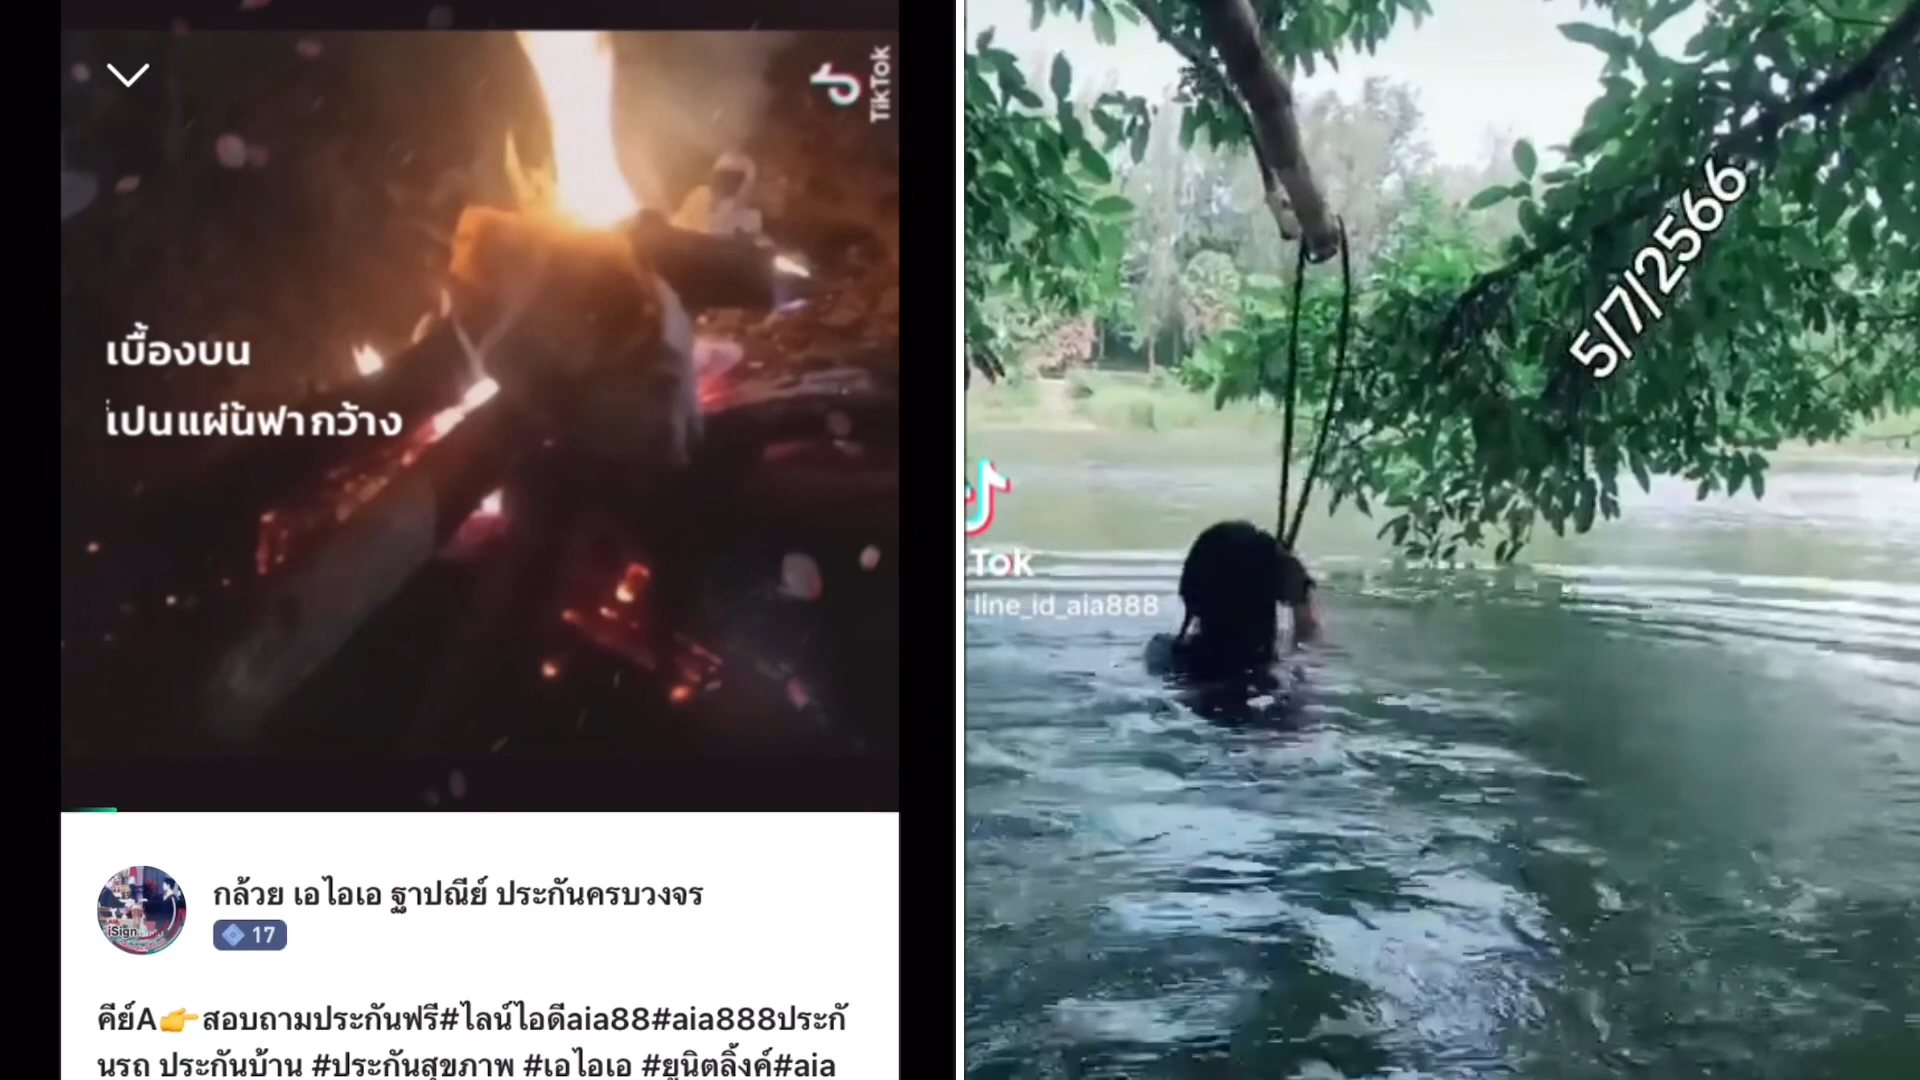 TikTok
เบื้องบน
เป่นแผ่น้ฟากว้าง
กล้วย เอไอเอ ฐาปณีย์ ประกันครบวงจร
iSign
17
คีย์A👉สอบถามประกันฟรี#ไลน์ไอดีaia88#aia888ประกั
นรถ ประกันบ้าน #ประกันสุขภาพ #เอไอเอ #ยูนิตลิ้งค์#aia
5/7/2566
Tok
line_id_aia888